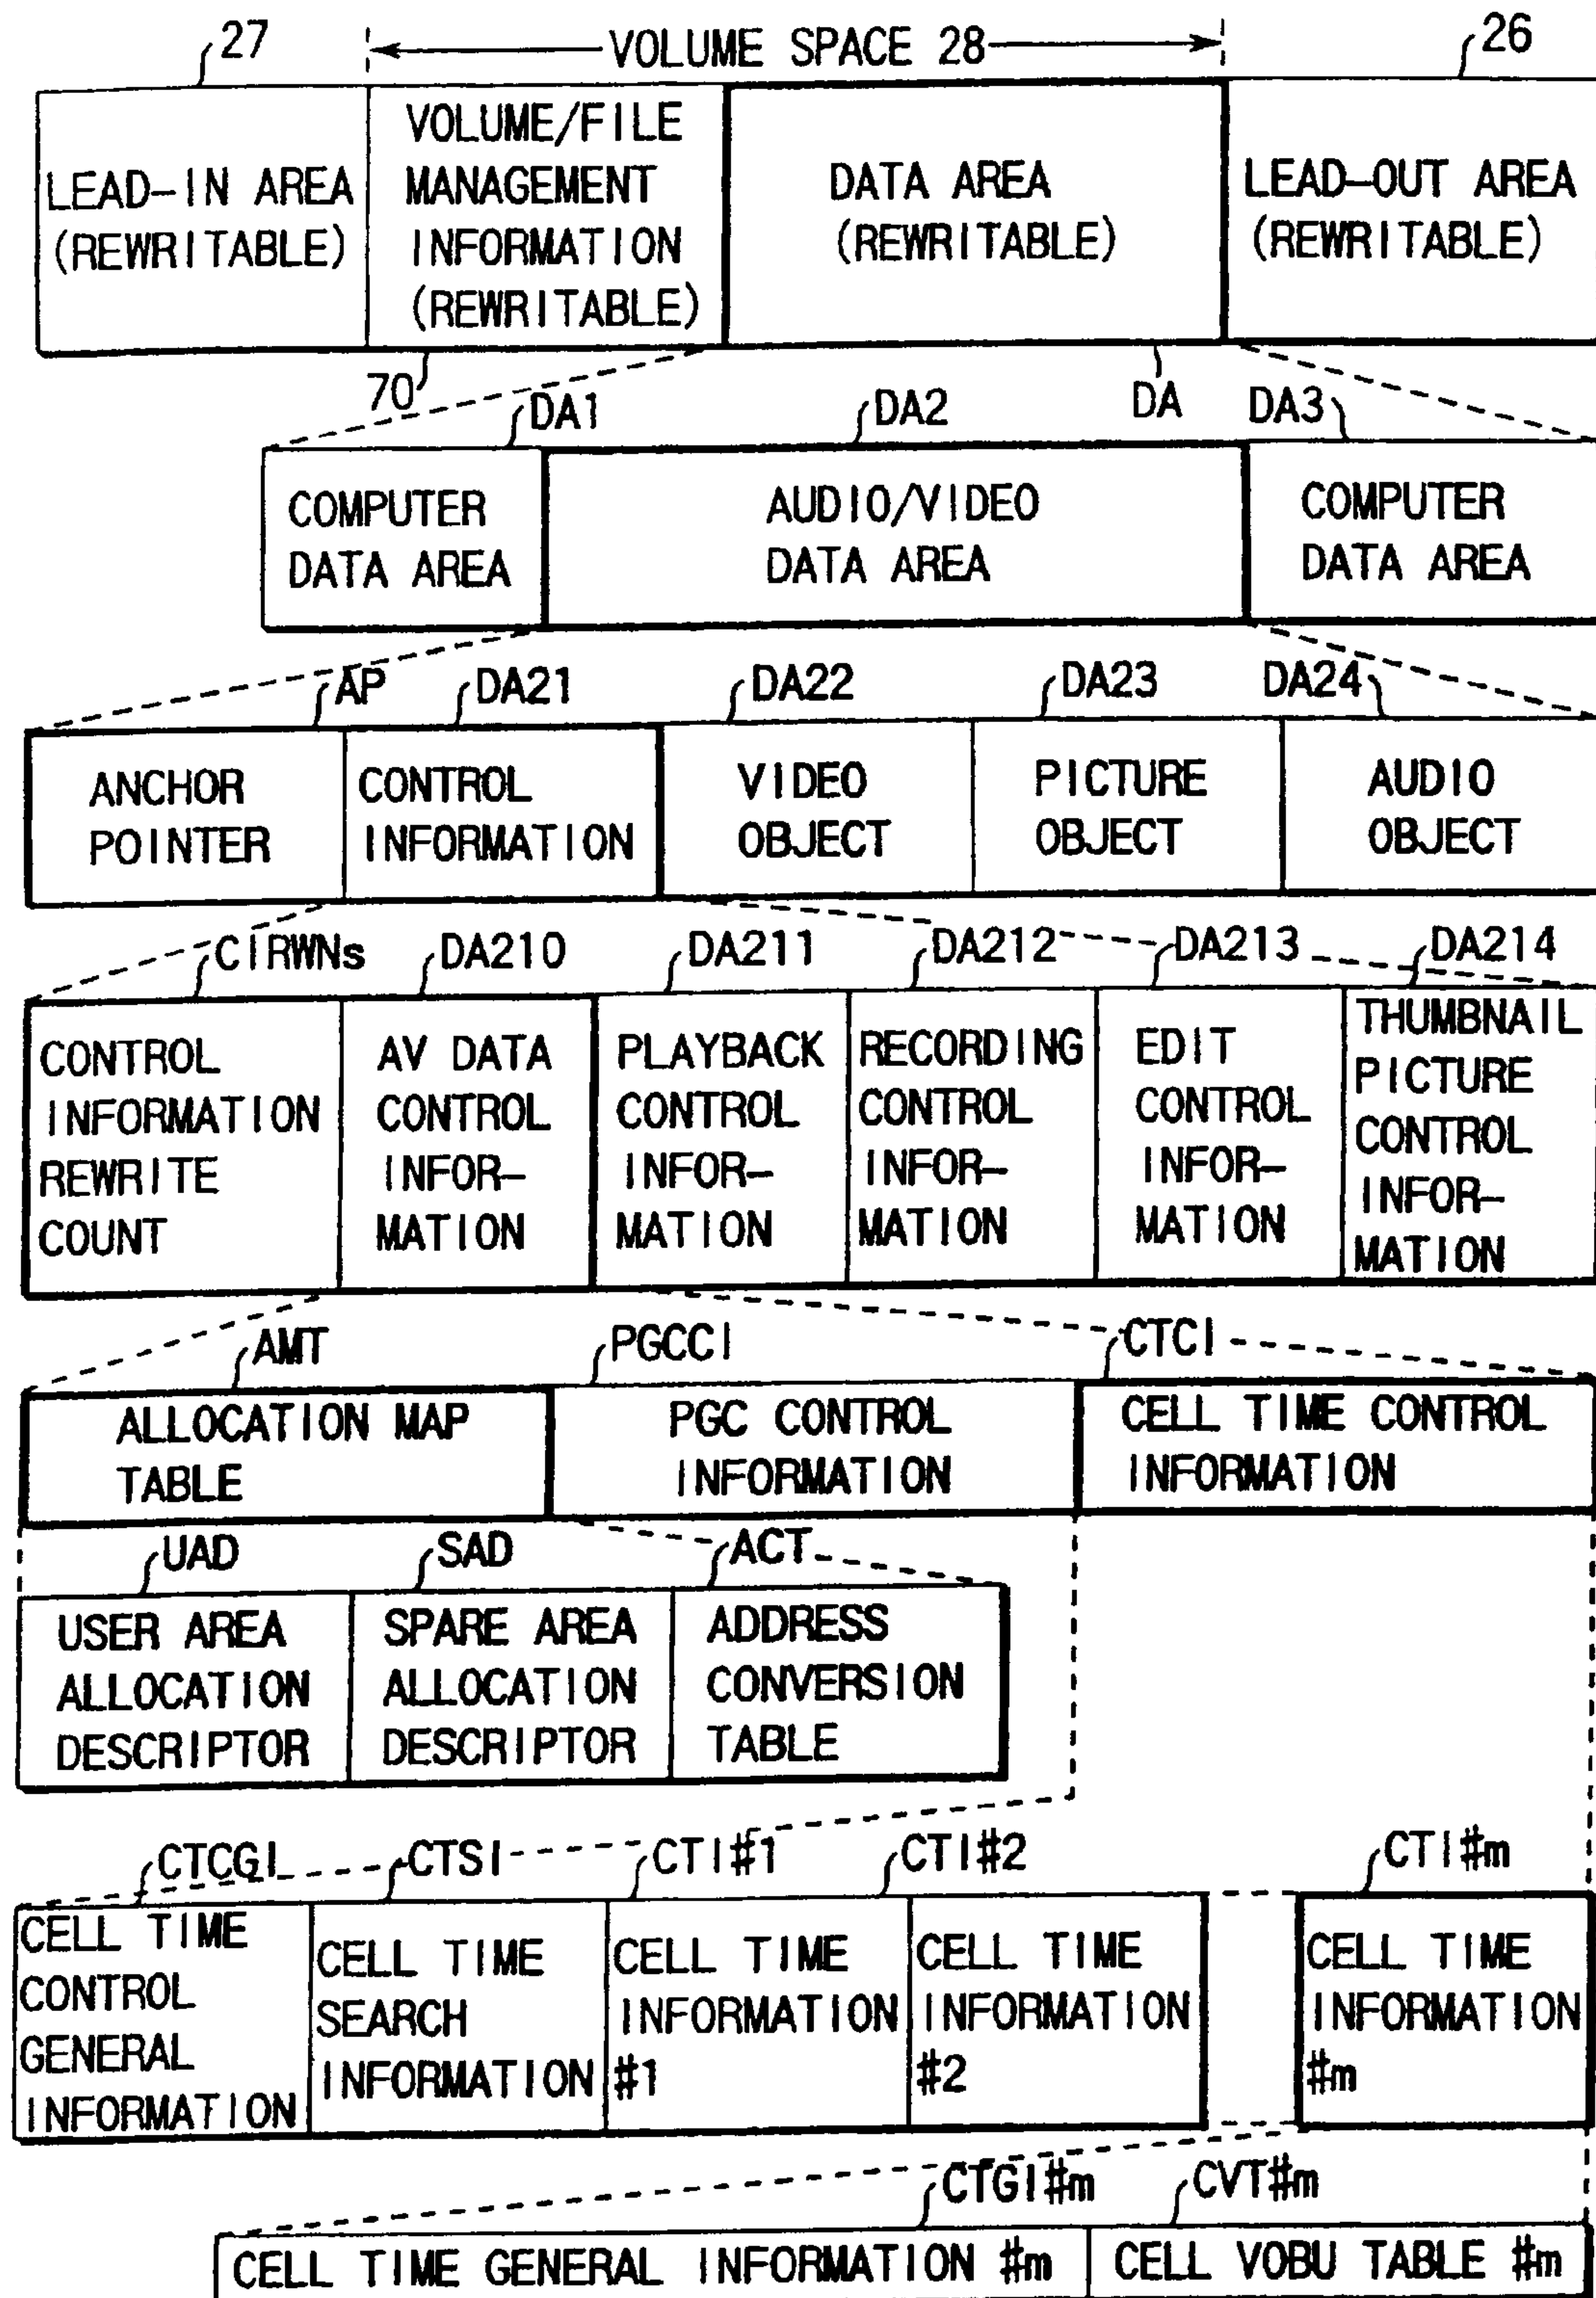 27
VOLUME SPACE 28
26
LEAD-IN AREA
(REWRITABLE)
VOLUME/FILE
MANAGEMENT
INFORMATION
(REWRITABLE)
DATA AREA
(REWRITABLE)
LEAD-OUT AREA
(REWRITABLE)
70
DA1
DA2
DA
DA3
COMPUTER
DATA AREA
AUDIO/VIDEO
DATA AREA
COMPUTER
DATA AREA
AP
DA21
DA22
DA23
DA24
ANCHOR
POINTER
CONTROL
INFORMATION
VIDEO
OBJECT
PICTURE
OBJECT
AUDIO
OBJECT
CIRWNs
DA210
DA211
DA212
DA213
DA214
CONTROL
INFORMATION
REWRITE
COUNT
AV DATA
CONTROL
INFOR-
MATION
PLAYBACK
CONTROL
INFOR-
MATION
RECORDING
CONTROL
INFOR-
MATION
EDIT
CONTROL
INFOR-
MATION
THUMBNAIL
PICTURE
CONTROL
INFOR-
MATION
AMT
PGCCI
CTCI
ALLOCATION MAP
TABLE
PGC CONTROL
INFORMATION
CELL TIME CONTROL
INFORMATION
UAD
SAD
ACT
USER AREA
ALLOCATION
DESCRIPTOR
SPARE AREA
ALLOCATION
DESCRIPTOR
ADDRESS
CONVERSION
TABLE
CTCGI
CTSI
CTI#1
CTI#2
CTI#m
CELL TIME
CONTROL
GENERAL
INFORMATION
CELL TIME
SEARCH
INFORMATION
CELL TIME
INFORMATION
#1
CELL TIME
INFORMATION
#2
CELL TIME
INFORMATION
#m
CTGI#m
CVT#m
CELL TIME GENERAL INFORMATION #m
CELL VOBU TABLE #m